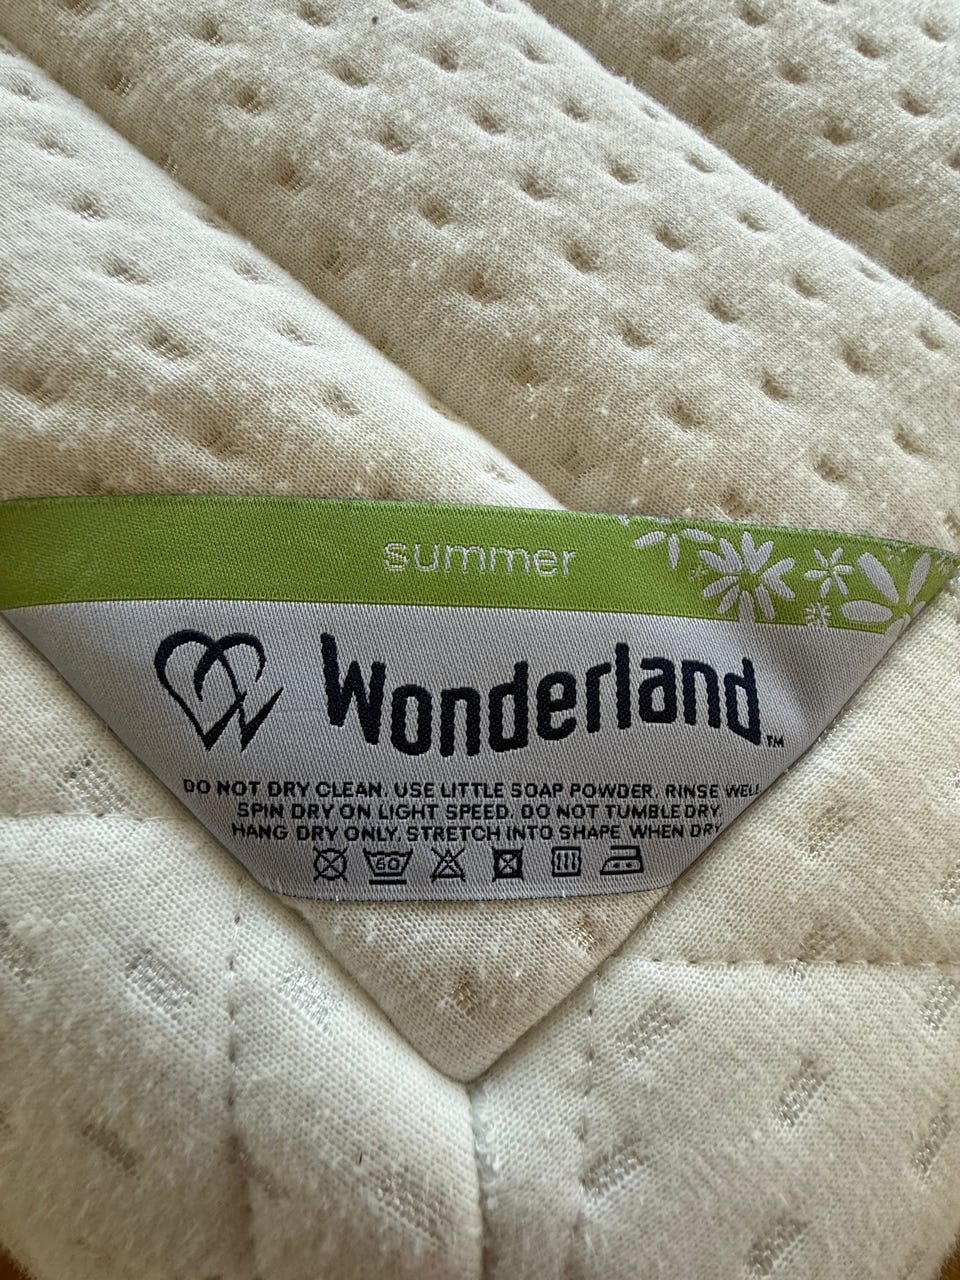 summer
Wonderland™
DO NOT DRY CLEAN. USE LITTLE SOAP POWDER. RINSE WELL
SPIN DRY ON LIGHT SPEED. DO NOT TUMBLE DRY
HANG DRY ONLY. STRETCH INTO SHAPE WHEN DRY
60